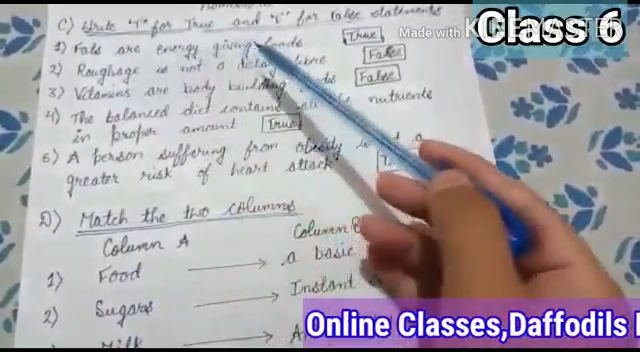 C) Write "T" for True and "F" for False statements
1) Fats are energy giving foods True
2) Roughage is not a dietary fibre False
3) Vitamins are body building foods False
4) The balanced diet contains all the nutrients
in proper amount True
5) A person suffering from obesity is at a
greater risk of heart attack
D) Match the two columns
Column A Column B
1) Food → a basic
2) Sugars → Instant
Milk →
Made with KINEMASTER
Class 6
Online Classes,Daffodils